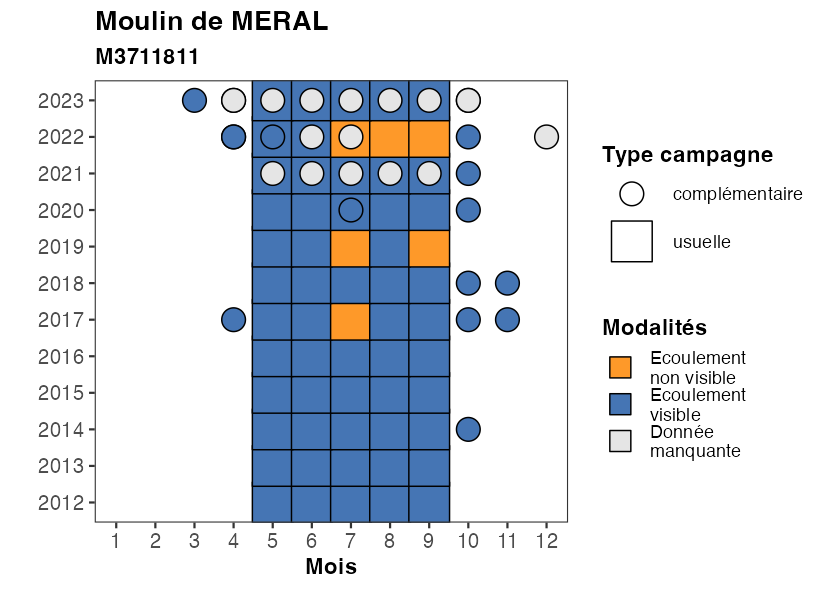 Moulin de MERAL
M3711811
2023
2022
2021
2020
2019
2018
2017
2016
2015
2014
2013
2012
1 2 3 4 5 6 7 8 9 10 11 12
Mois
Type campagne
complémentaire
usuelle
Modalités
Ecoulement
non visible
Ecoulement
visible
Donnée
manquante